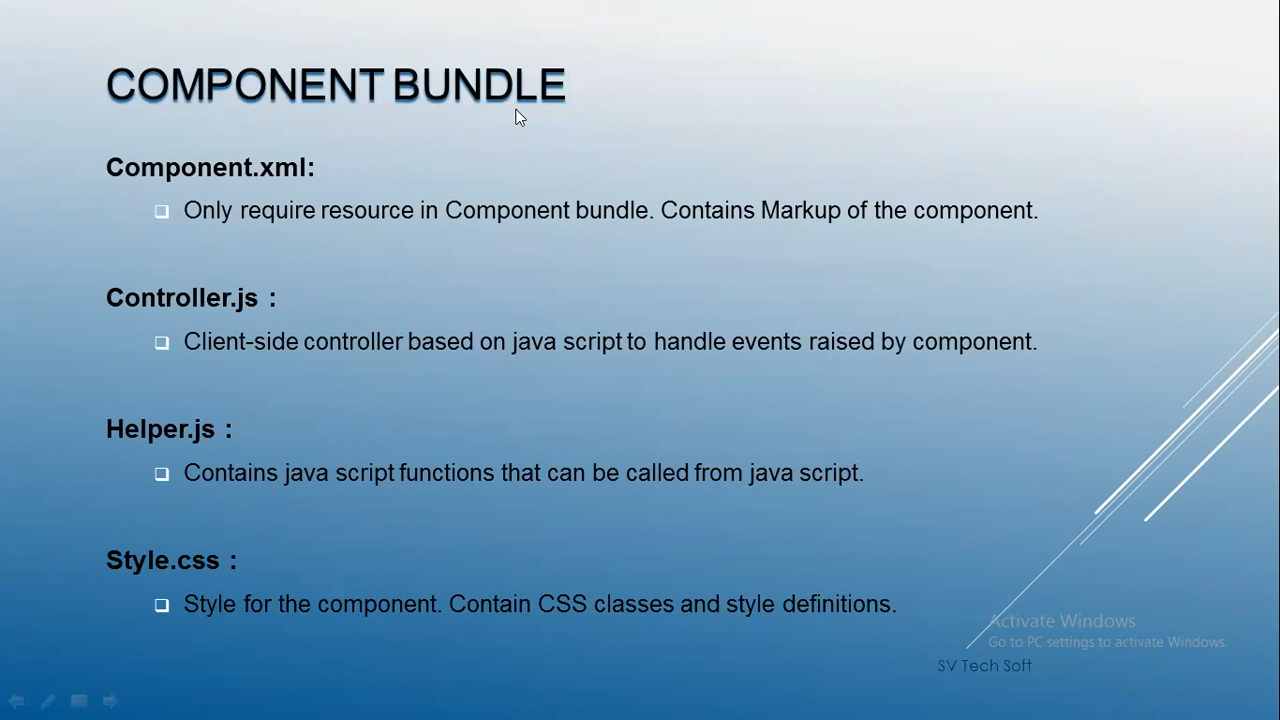 COMPONENT BUNDLE
Component.xml:
Only require resource in Component bundle. Contains Markup of the component.
Controller.js :
Client-side controller based on java script to handle events raised by component.
Helper.js :
Contains java script functions that can be called from java script.
Style.css :
Style for the component. Contain CSS classes and style definitions.
Activate Windows
Go to PC settings to activate Windows.
SV Tech Soft